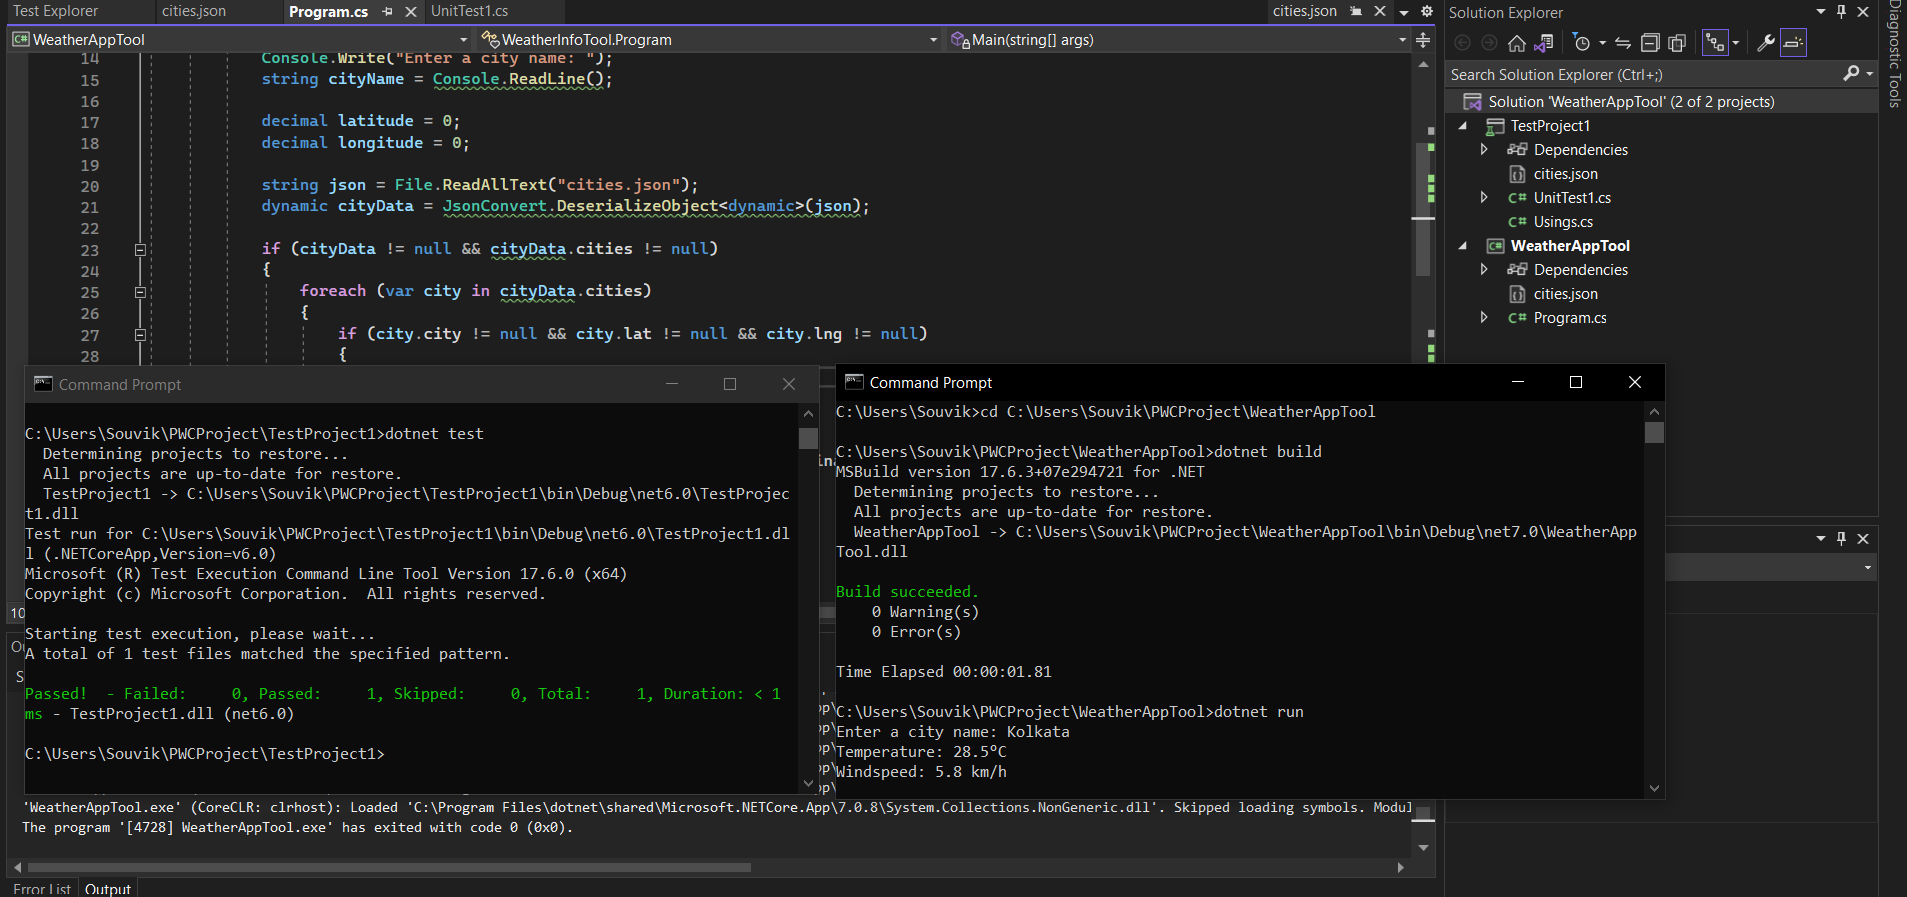 Test Explorer
cities.json
Program.cs
UnitTest1.cs
cities.json
WeatherAppTool
WeatherInfoTool.Program
Main(string[] args)
14 Console.Write("Enter a city name: ");
15 string cityName = Console.ReadLine();
16
17 decimal latitude = 0;
18 decimal longitude = 0;
19
20 string json = File.ReadAllText("cities.json");
21 dynamic cityData = JsonConvert.DeserializeObject<dynamic>(json);
22
23 if (cityData != null && cityData.cities != null)
24 {
25 foreach (var city in cityData.cities)
26 {
27 if (city.city != null && city.lat != null && city.lng != null)
28 {
Command Prompt
C:\Users\Souvik\PWCProject\TestProject1>dotnet test
Determining projects to restore...
All projects are up-to-date for restore.
TestProject1 -> C:\Users\Souvik\PWCProject\TestProject1\bin\Debug\net6.0\TestProjec
t1.dll
Test run for C:\Users\Souvik\PWCProject\TestProject1\bin\Debug\net6.0\TestProject1.dl
l (.NETCoreApp,Version=v6.0)
Microsoft (R) Test Execution Command Line Tool Version 17.6.0 (x64)
Copyright (c) Microsoft Corporation.  All rights reserved.
Starting test execution, please wait...
A total of 1 test files matched the specified pattern.
Passed!  - Failed:     0, Passed:     1, Skipped:     0, Total:     1, Duration: < 1
ms - TestProject1.dll (net6.0)
C:\Users\Souvik\PWCProject\TestProject1>
Command Prompt
C:\Users\Souvik>cd C:\Users\Souvik\PWCProject\WeatherAppTool
C:\Users\Souvik\PWCProject\WeatherAppTool>dotnet build
MSBuild version 17.6.3+07e294721 for .NET
Determining projects to restore...
All projects are up-to-date for restore.
WeatherAppTool -> C:\Users\Souvik\PWCProject\WeatherAppTool\bin\Debug\net7.0\WeatherApp
Tool.dll
Build succeeded.
0 Warning(s)
0 Error(s)
Time Elapsed 00:00:01.81
C:\Users\Souvik\PWCProject\WeatherAppTool>dotnet run
Enter a city name: Kolkata
Temperature: 28.5°C
Windspeed: 5.8 km/h
'WeatherAppTool.exe' (CoreCLR: clrhost): Loaded 'C:\Program Files\dotnet\shared\Microsoft.NETCore.App\7.0.8\System.Collections.NonGeneric.dll'. Skipped loading symbols. Modul
The program '[4728] WeatherAppTool.exe' has exited with code 0 (0x0).
Error List
Output
Solution Explorer
Search Solution Explorer (Ctrl+;)
Solution 'WeatherAppTool' (2 of 2 projects)
TestProject1
Dependencies
cities.json
UnitTest1.cs
Usings.cs
WeatherAppTool
Dependencies
cities.json
Program.cs
Diagnostic Tools